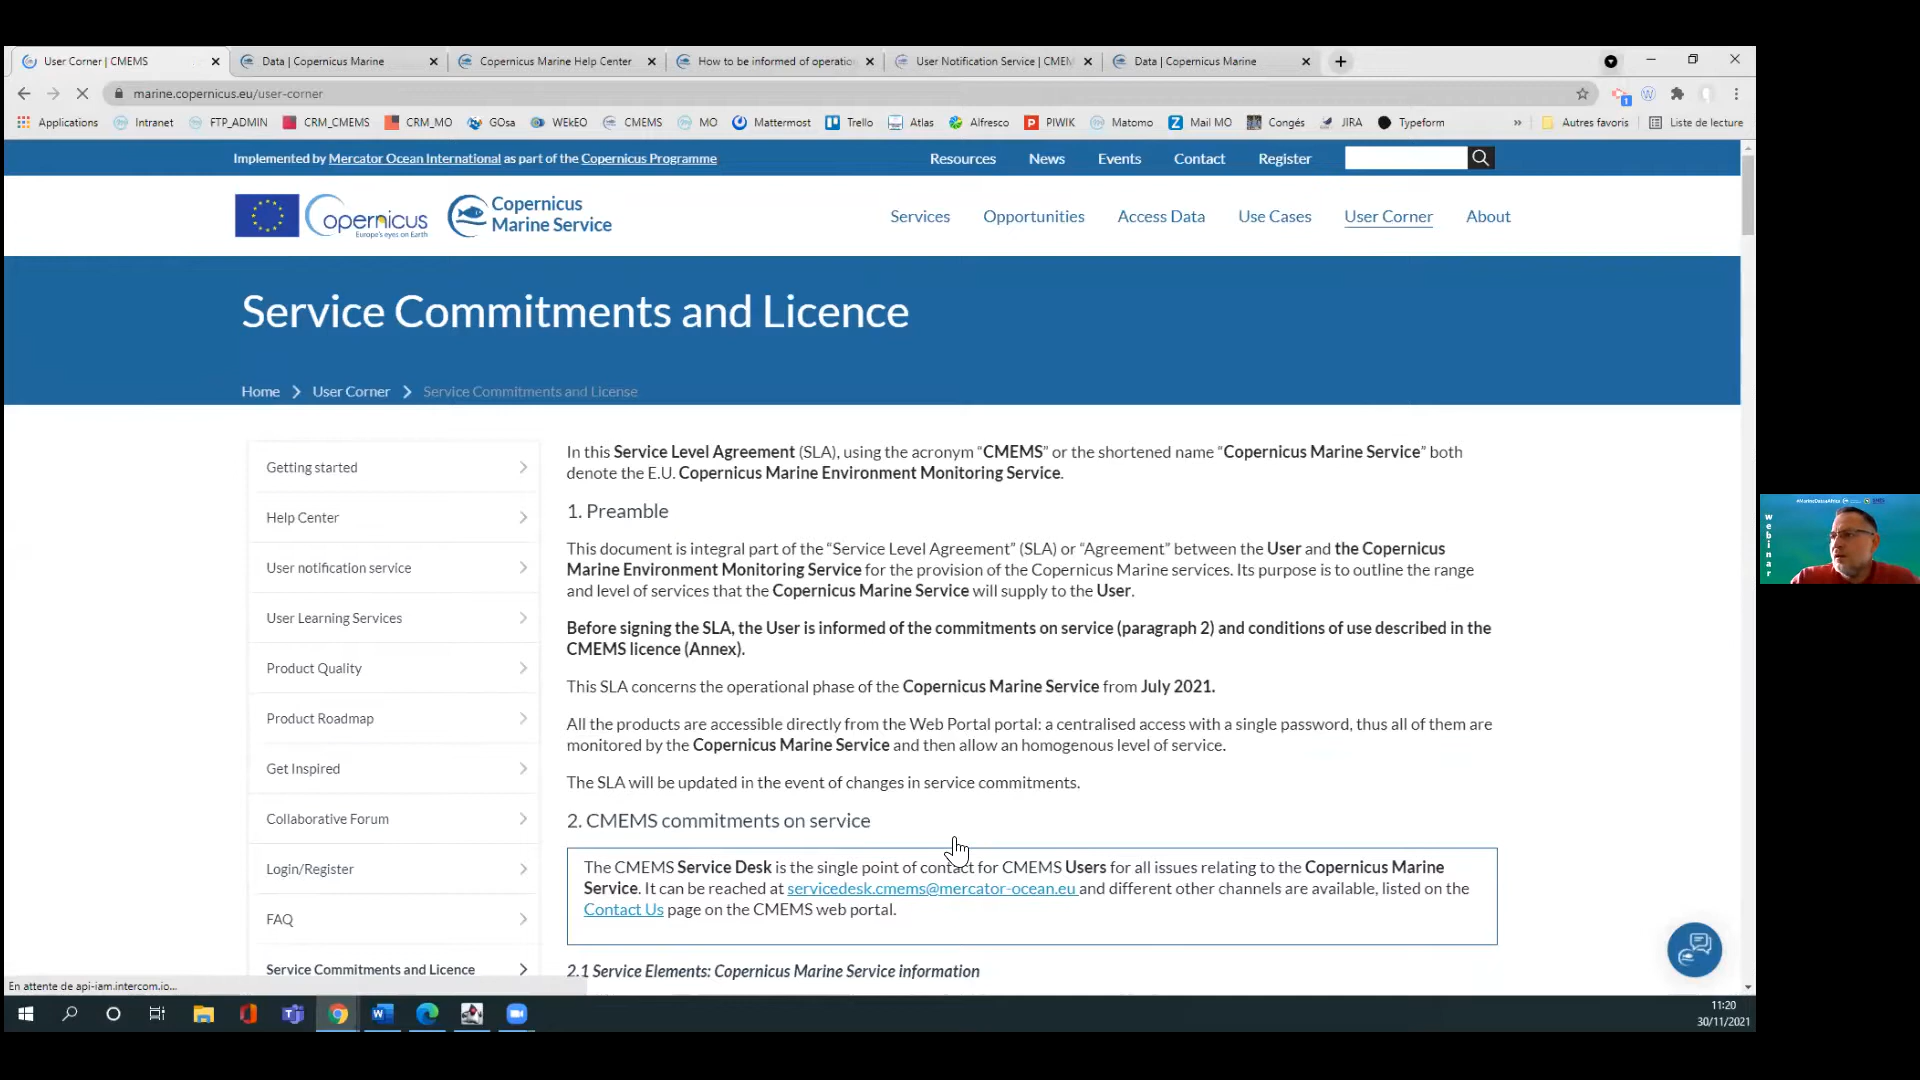 User Corner | CMEMS
Data | Copernicus Marine
Copernicus Marine Help Center
How to be informed of operatio
User Notification Service | CMEM
Data | Copernicus Marine
marine.copernicus.eu/user-corner
Applications Intranet FTP_ADMIN CRM_CMEMS CRM_MO GOsa WEkEO CMEMS MO Mattermost Trello Atlas Alfresco PIWIK Matomo Mail MO Congés JIRA Typeform » Autres favoris Liste de lecture
Implemented by Mercator Ocean International as part of the Copernicus Programme
Resources News Events Contact Register
opernicus
Europe's eyes on Earth
Copernicus
Marine Service
Services Opportunities Access Data Use Cases User Corner About
Service Commitments and Licence
Home User Corner Service Commitments and License
Getting started
Help Center
User notification service
User Learning Services
Product Quality
Product Roadmap
Get Inspired
Collaborative Forum
Login/Register
FAQ
Service Commitments and Licence
In this Service Level Agreement (SLA), using the acronym “CMEMS” or the shortened name “Copernicus Marine Service” both
denote the E.U. Copernicus Marine Environment Monitoring Service.
1. Preamble
This document is integral part of the “Service Level Agreement” (SLA) or “Agreement” between the User and the Copernicus
Marine Environment Monitoring Service for the provision of the Copernicus Marine services. Its purpose is to outline the range
and level of services that the Copernicus Marine Service will supply to the User.
Before signing the SLA, the User is informed of the commitments on service (paragraph 2) and conditions of use described in the
CMEMS licence (Annex).
This SLA concerns the operational phase of the Copernicus Marine Service from July 2021.
All the products are accessible directly from the Web Portal portal: a centralised access with a single password, thus all of them are
monitored by the Copernicus Marine Service and then allow an homogenous level of service.
The SLA will be updated in the event of changes in service commitments.
2. CMEMS commitments on service
The CMEMS Service Desk is the single point of contact for CMEMS Users for all issues relating to the Copernicus Marine
Service. It can be reached at servicedesk.cmems@mercator-ocean.eu and different other channels are available, listed on the
Contact Us page on the CMEMS web portal.
2.1 Service Elements: Copernicus Marine Service information
En attente de api-iam.intercom.io...
11:20
30/11/2021
webinar